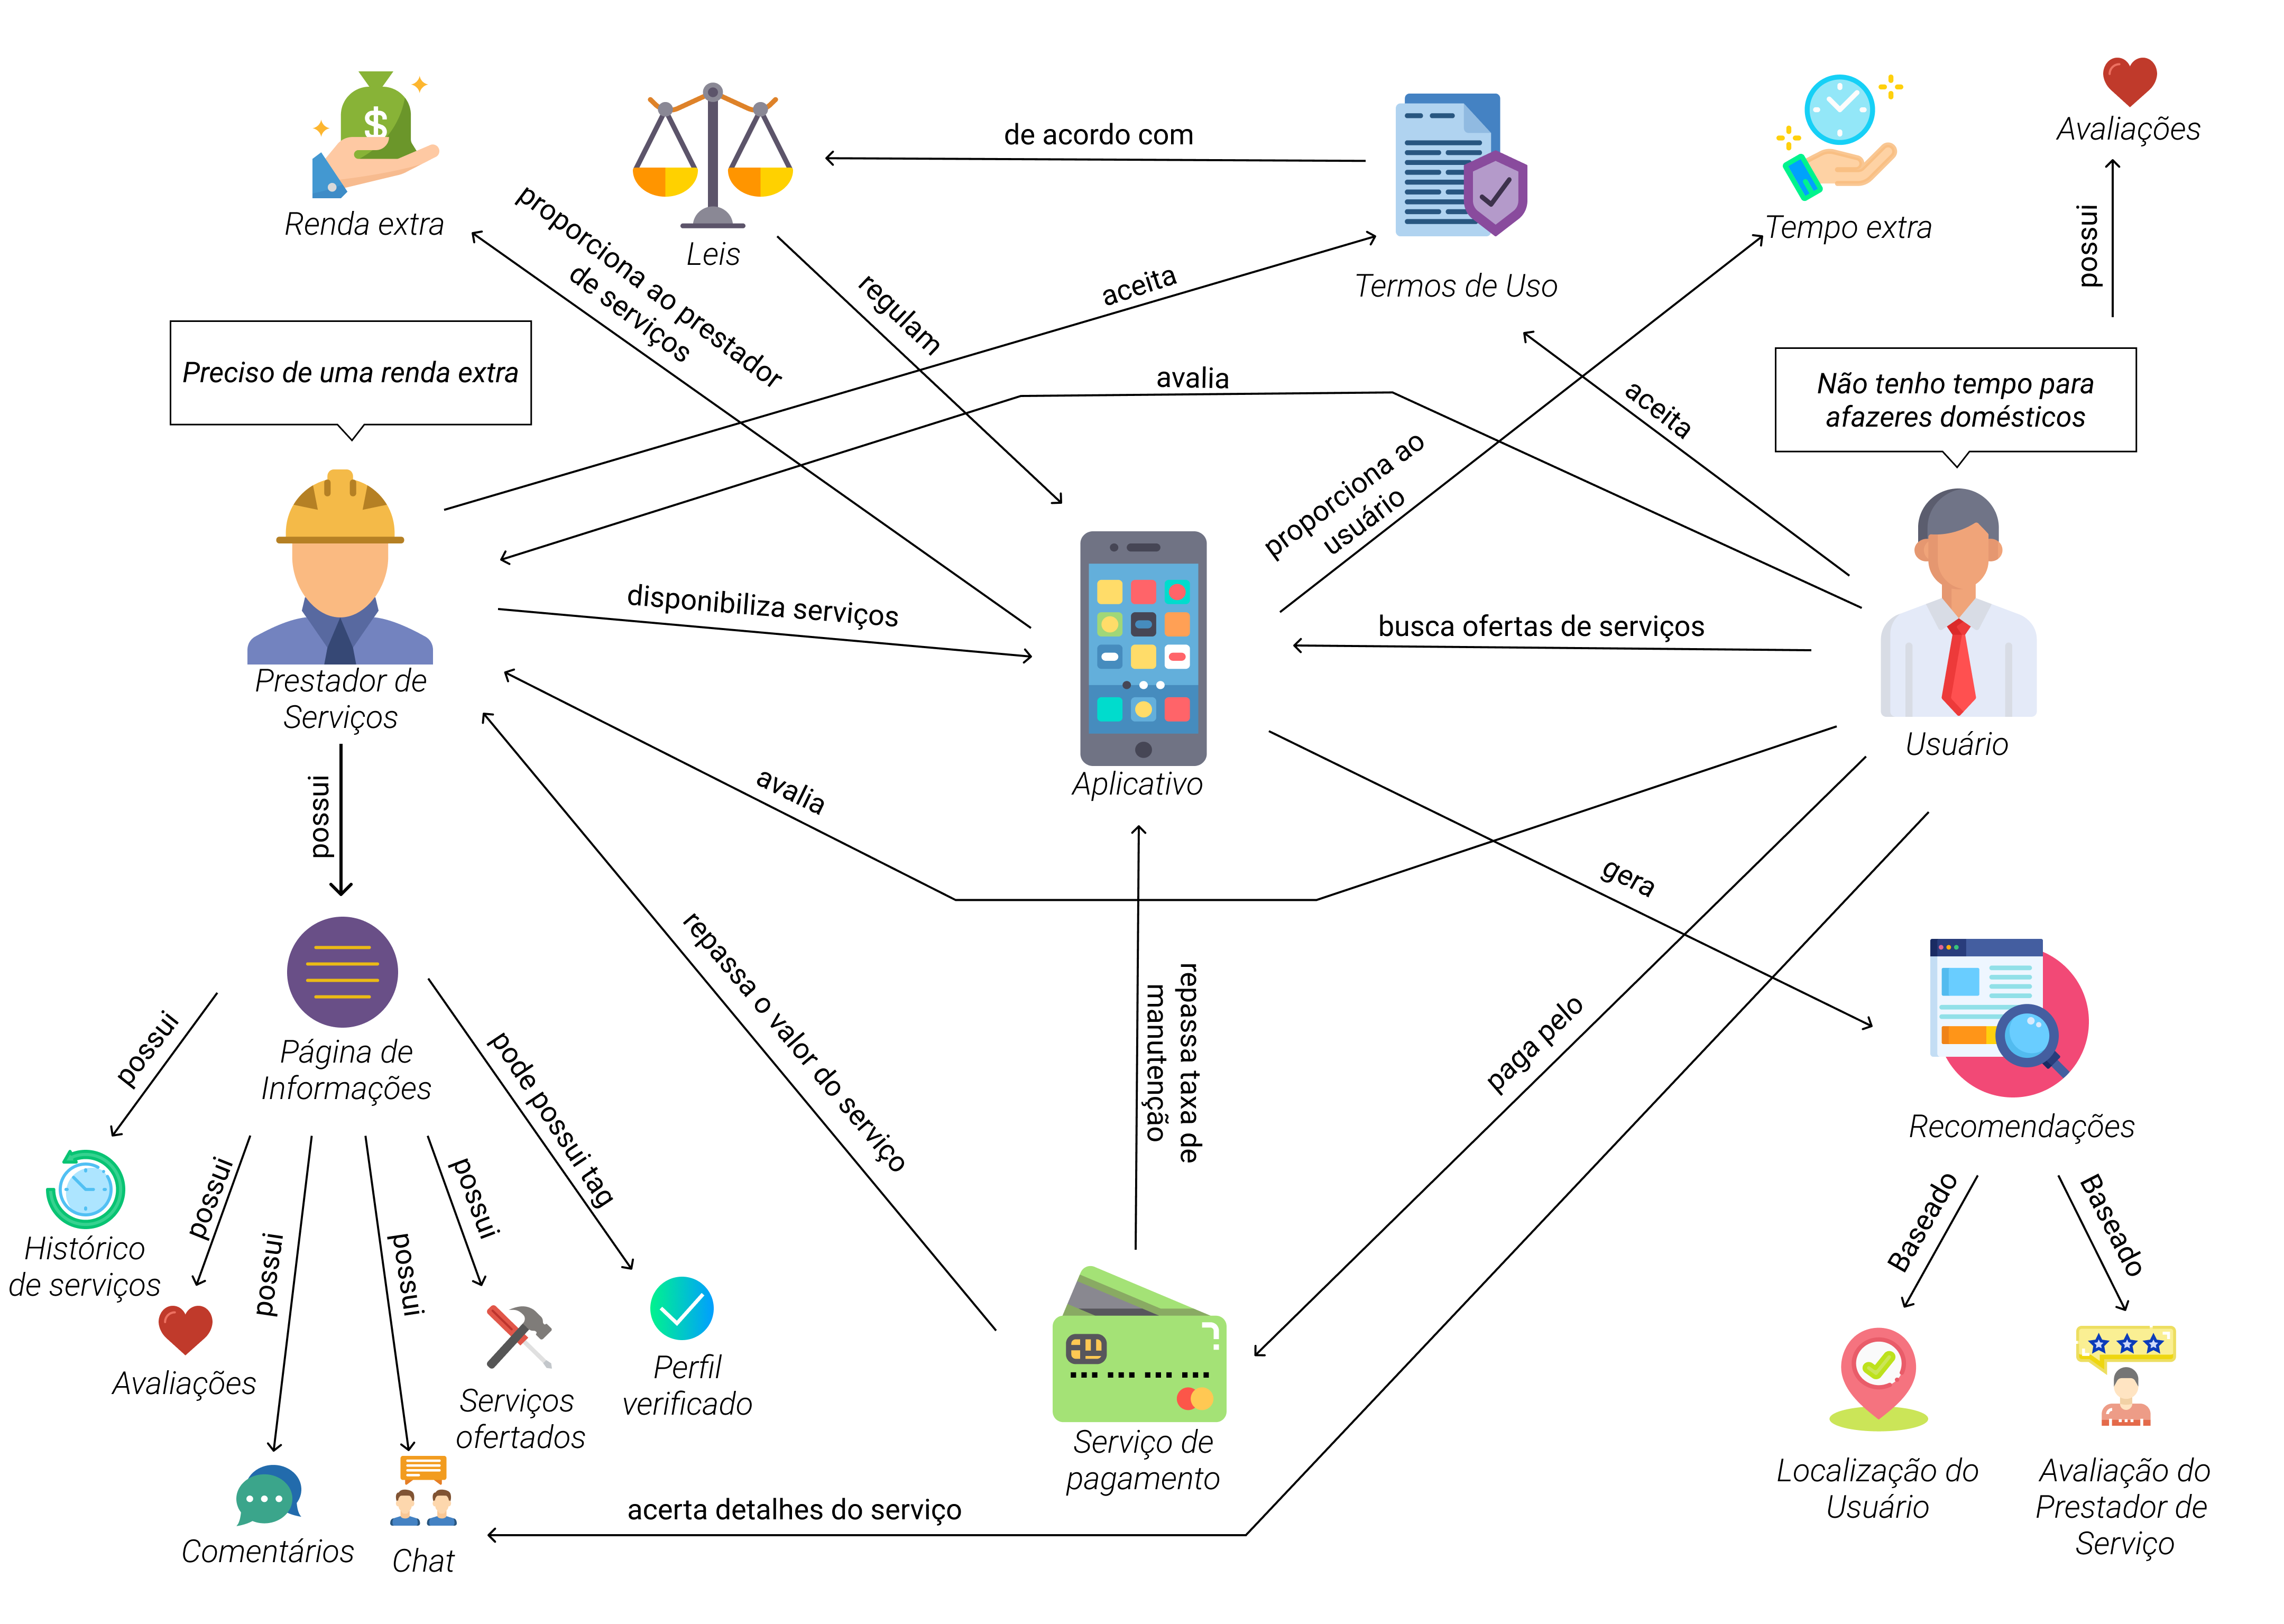 Avaliações
de acordo com
Renda extra
Leis
Termos de Uso
Tempo extra
possui
proporciona ao prestador
de serviços
regulam
aceita
avalia
aceita
Preciso de uma renda extra
Não tenho tempo para
afazeres domésticos
proporciona ao
usuário
disponibiliza serviços
busca ofertas de serviços
Prestador de
Serviços
Aplicativo
Usuário
possui
avalia
gera
repassa o valor do serviço
repassa taxa de
manutenção
paga pelo
Página de
Informações
possui
pode possui tag
possui
possui
possui
possui
Recomendações
Baseado
Baseado
Histórico
de serviços
Avaliações
Serviços
ofertados
Perfil
verificado
Comentários
Chat
Serviço de
pagamento
acerta detalhes do serviço
Localização do
Usuário
Avaliação do
Prestador de
Serviço